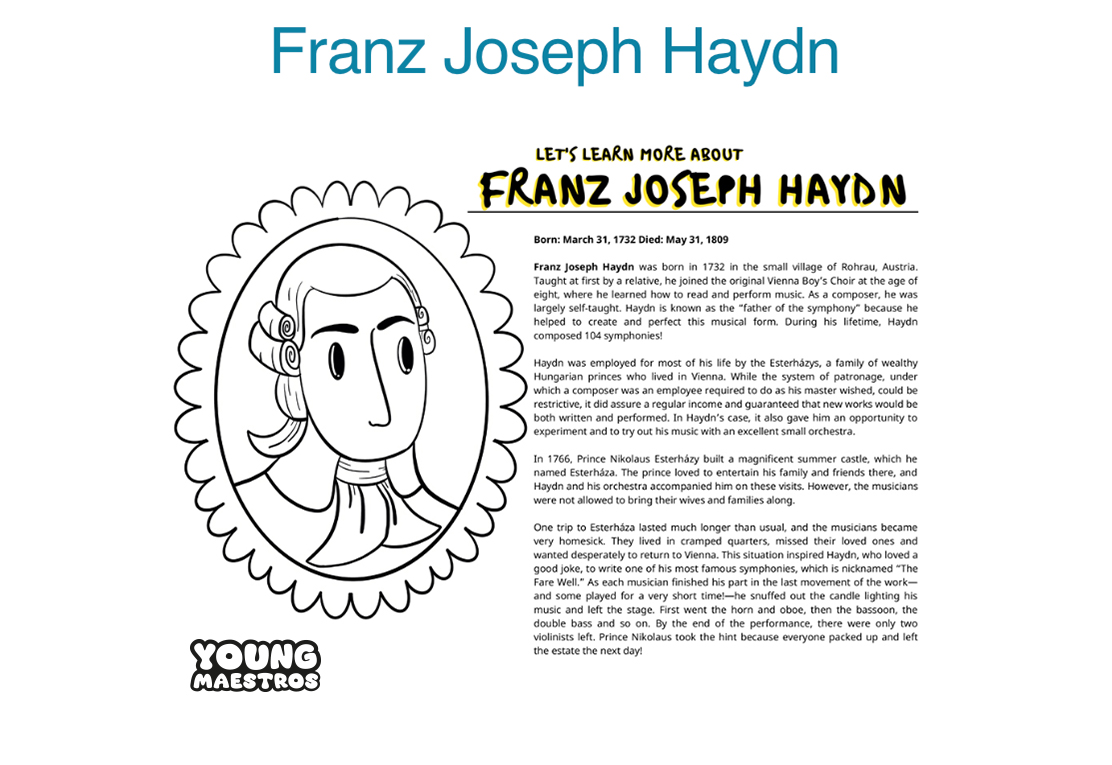 Franz Joseph Haydn
LET'S LEARN MORE ABOUT
FRANZ JOSEPH HAYDN
Born: March 31, 1732 Died: May 31, 1809
Franz Joseph Haydn was born in 1732 in the small village of Rohrau, Austria.
Taught at first by a relative, he joined the original Vienna Boy's Choir at the age of
eight, where he learned how to read and perform music. As a composer, he was
largely self-taught. Haydn is known as the "father of the symphony" because he
helped to create and perfect this musical form. During his lifetime, Haydn
composed 104 symphonies!
Haydn was employed for most of his life by the Esterházys, a family of wealthy
Hungarian princes who lived in Vienna. While the system of patronage, under
which a composer was an employee required to do as his master wished, could be
restrictive, it did assure a regular income and guaranteed that new works would be
both written and performed. In Haydn's case, it also gave him an opportunity to
experiment and to try out his music with an excellent small orchestra.
In 1766, Prince Nikolaus Esterházy built a magnificent summer castle, which he
named Esterháza. The prince loved to entertain his family and friends there, and
Haydn and his orchestra accompanied him on these visits. However, the musicians
were not allowed to bring their wives and families along.
One trip to Esterháza lasted much longer than usual, and the musicians became
very homesick. They lived in cramped quarters, missed their loved ones and
wanted desperately to return to Vienna. This situation inspired Haydn, who loved a
good joke, to write one of his most famous symphonies, which is nicknamed "The
Fare Well." As each musician finished his part in the last movement of the work—
and some played for a very short time!—he snuffed out the candle lighting his
music and left the stage. First went the horn and oboe, then the bassoon, the
double bass and so on. By the end of the performance, there were only two
violinists left. Prince Nikolaus took the hint because everyone packed up and left
the estate the next day!
YOUNG
MAESTROS